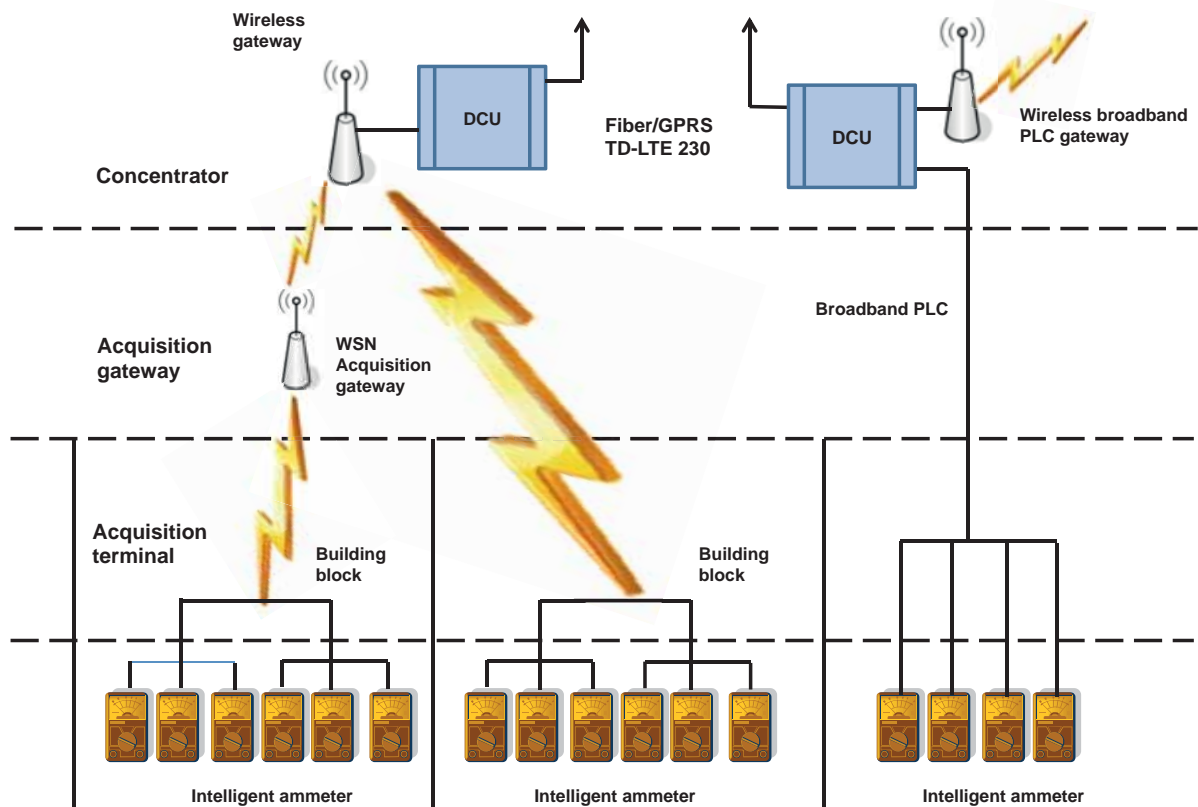 Wireless
gateway
DCU
Fiber/GPRS
TD-LTE 230
DCU
Wireless broadband
PLC gateway
Concentrator
Acquisition
gateway
WSN
Acquisition
gateway
Broadband PLC
Acquisition
terminal
Building
block
Building
block
Intelligent ammeter
Intelligent ammeter
Intelligent ammeter